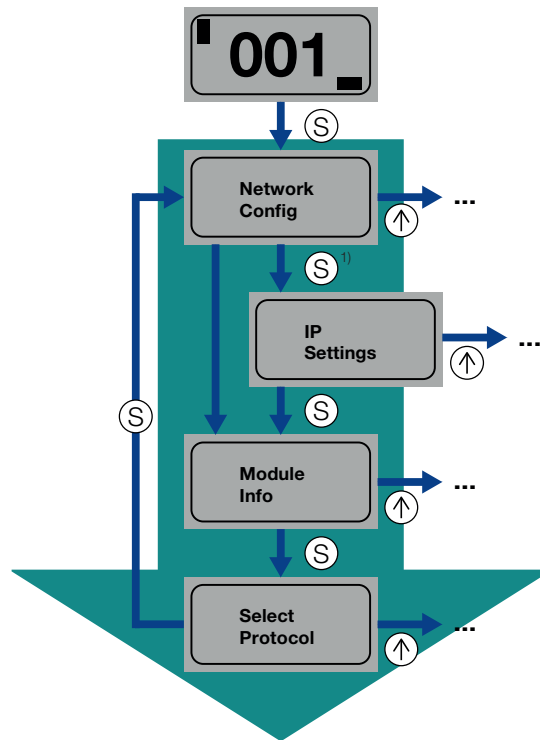 001
S
Network
Config
...
↑
S 1)
IP
Settings
...
↑
S
S
Module
Info
...
↑
S
Select
Protocol
...
↑